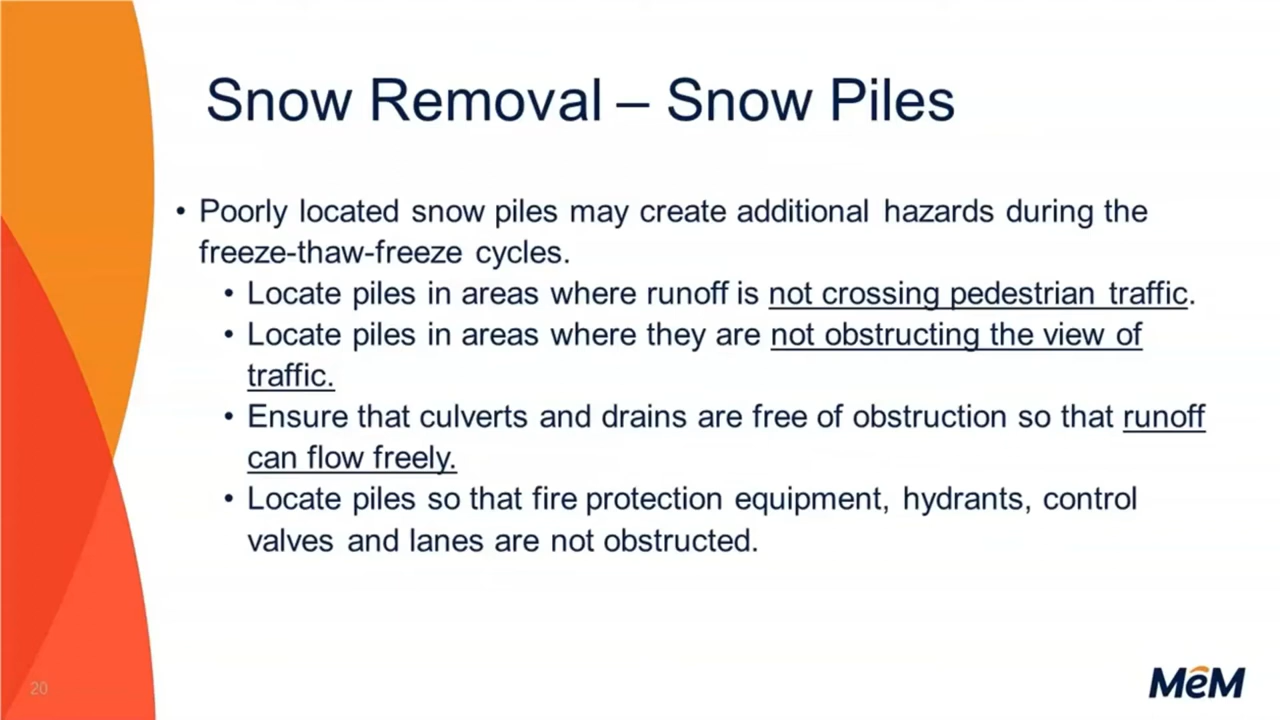 Snow Removal – Snow Piles
• Poorly located snow piles may create additional hazards during the
freeze-thaw-freeze cycles.
• Locate piles in areas where runoff is not crossing pedestrian traffic.
• Locate piles in areas where they are not obstructing the view of
traffic.
• Ensure that culverts and drains are free of obstruction so that runoff
can flow freely.
• Locate piles so that fire protection equipment, hydrants, control
valves and lanes are not obstructed.
20
MeM